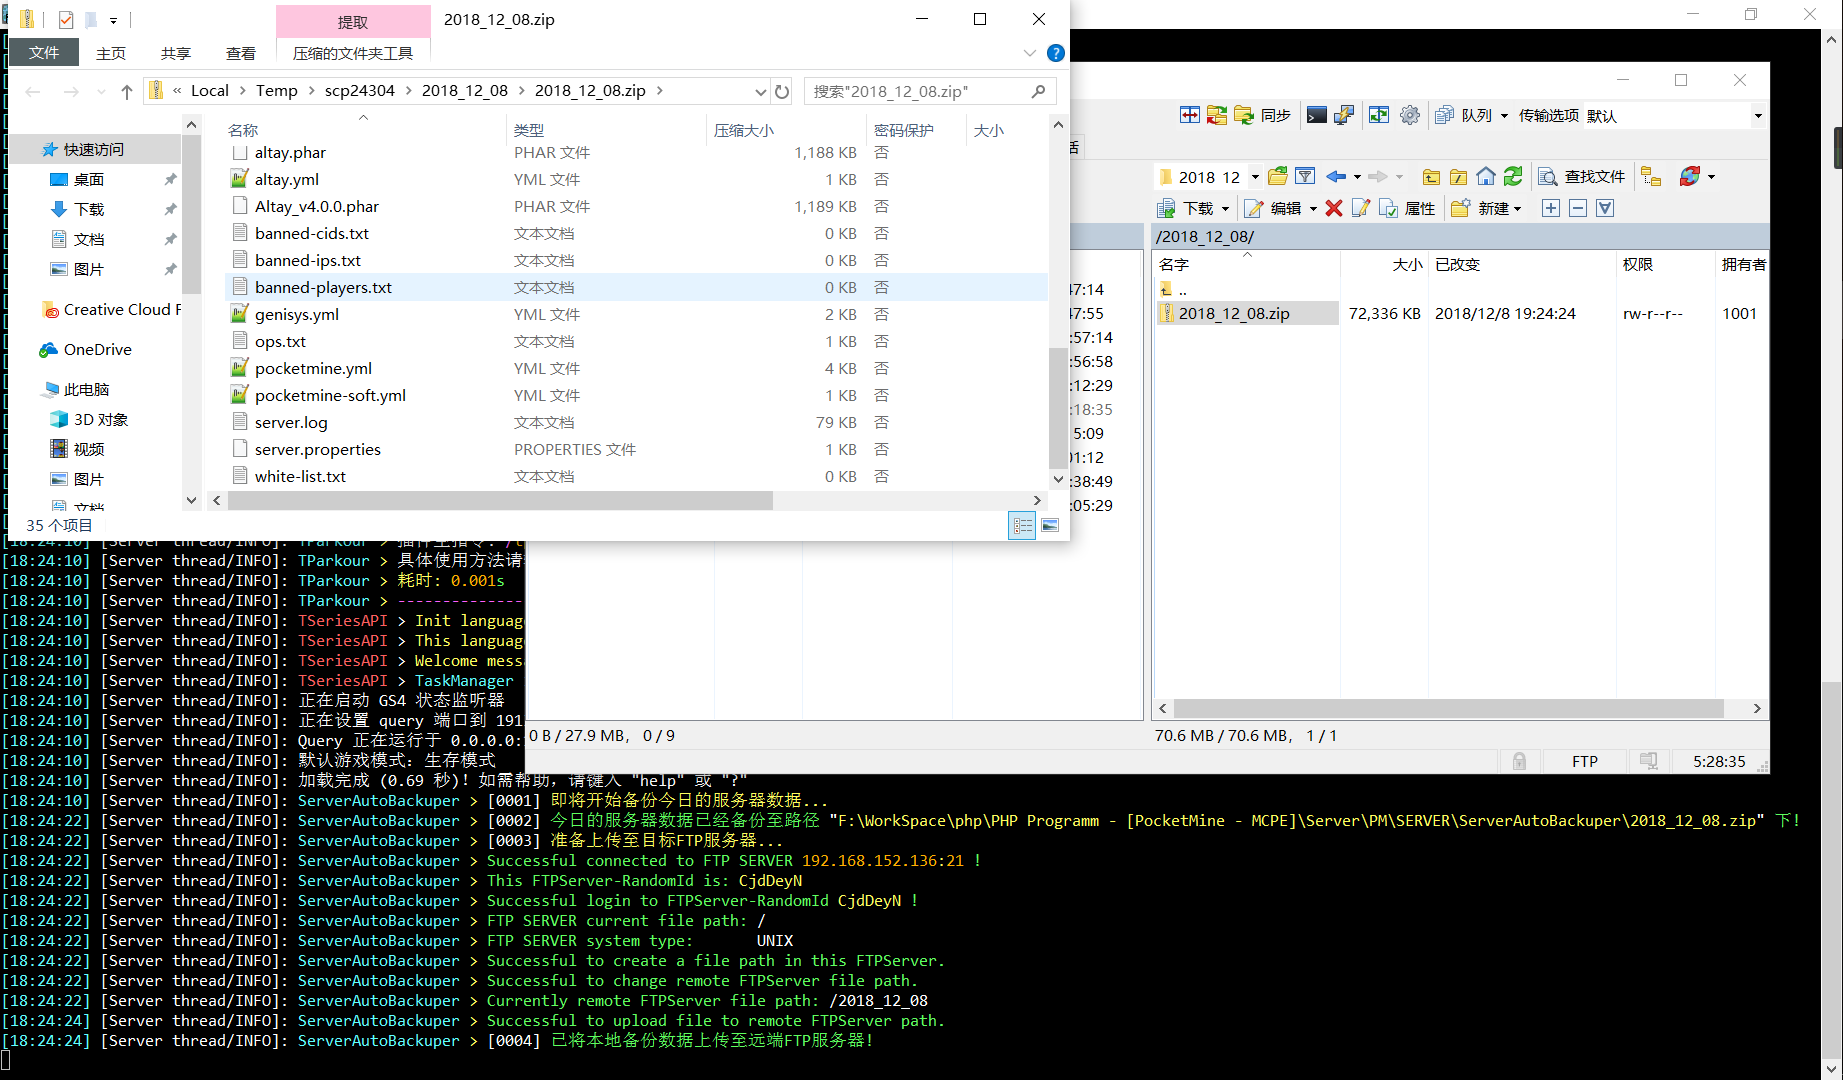 提取
2018_12_08.zip
文件 主页 共享 查看 压缩的文件夹工具
« Local › Temp › scp24304 › 2018_12_08 › 2018_12_08.zip ›
搜索"2018_12_08.zip"
快速访问
桌面
下载
文档
图片
Creative Cloud F
OneDrive
此电脑
3D 对象
视频
图片
文档
名称 类型 压缩大小 密码保护 大小
altay.phar PHAR 文件 1,188 KB 否
altay.yml YML 文件 1 KB 否
Altay_v4.0.0.phar PHAR 文件 1,189 KB 否
banned-cids.txt 文本文档 0 KB 否
banned-ips.txt 文本文档 0 KB 否
banned-players.txt 文本文档 0 KB 否
genisys.yml YML 文件 2 KB 否
ops.txt 文本文档 1 KB 否
pocketmine.yml YML 文件 4 KB 否
pocketmine-soft.yml YML 文件 1 KB 否
server.log 文本文档 79 KB 否
server.properties PROPERTIES 文件 1 KB 否
white-list.txt 文本文档 0 KB 否
35 个项目
同步 队列 传输选项 默认
2018 12 查找文件
下载 编辑 属性 新建
/2018_12_08/
名字 大小 已改变 权限 拥有者
..
2018_12_08.zip 72,336 KB 2018/12/8 19:24:24 rw-r--r-- 1001
47:14
47:55
:57:14
:56:58
:12:29
:18:35
5:09
01:12
:38:49
:05:29
0 B / 27.9 MB, 0 / 9
70.6 MB / 70.6 MB, 1 / 1
FTP 5:28:35
[18:24:10] [Server thread/INFO]: TParkour > 插件主指令: /t
[18:24:10] [Server thread/INFO]: TParkour > 具体使用方法请
[18:24:10] [Server thread/INFO]: TParkour > 耗时: 0.001s
[18:24:10] [Server thread/INFO]: TParkour > --------------
[18:24:10] [Server thread/INFO]: TSeriesAPI > Init languag
[18:24:10] [Server thread/INFO]: TSeriesAPI > This languag
[18:24:10] [Server thread/INFO]: TSeriesAPI > Welcome mess
[18:24:10] [Server thread/INFO]: TSeriesAPI > TaskManager
[18:24:10] [Server thread/INFO]: 正在启动 GS4 状态监听器
[18:24:10] [Server thread/INFO]: 正在设置 query 端口到 191
[18:24:10] [Server thread/INFO]: Query 正在运行于 0.0.0.0:
[18:24:10] [Server thread/INFO]: 默认游戏模式: 生存模式
[18:24:10] [Server thread/INFO]: 加载完成 (0.69 秒)! 如需帮助, 请键入 "help" 或 "?"
[18:24:10] [Server thread/INFO]: ServerAutoBackuper > [0001] 即将开始备份今日的服务器数据...
[18:24:22] [Server thread/INFO]: ServerAutoBackuper > [0002] 今日的服务器数据已经备份至路径 "F:\WorkSpace\php\PHP Programm - [PocketMine - MCPE]\Server\PM\SERVER\ServerAutoBackuper\2018_12_08.zip" 下!
[18:24:22] [Server thread/INFO]: ServerAutoBackuper > [0003] 准备上传至目标FTP服务器...
[18:24:22] [Server thread/INFO]: ServerAutoBackuper > Successful connected to FTP SERVER 192.168.152.136:21 !
[18:24:22] [Server thread/INFO]: ServerAutoBackuper > This FTPServer-RandomId is: CjdDeyN
[18:24:22] [Server thread/INFO]: ServerAutoBackuper > Successful login to FTPServer-RandomId CjdDeyN !
[18:24:22] [Server thread/INFO]: ServerAutoBackuper > FTP SERVER current file path: /
[18:24:22] [Server thread/INFO]: ServerAutoBackuper > FTP SERVER system type: UNIX
[18:24:22] [Server thread/INFO]: ServerAutoBackuper > Successful to create a file path in this FTPServer.
[18:24:22] [Server thread/INFO]: ServerAutoBackuper > Successful to change remote FTPServer file path.
[18:24:22] [Server thread/INFO]: ServerAutoBackuper > Currently remote FTPServer file path: /2018_12_08
[18:24:24] [Server thread/INFO]: ServerAutoBackuper > Successful to upload file to remote FTPServer path.
[18:24:24] [Server thread/INFO]: ServerAutoBackuper > [0004] 已将本地备份数据上传至远端FTP服务器!